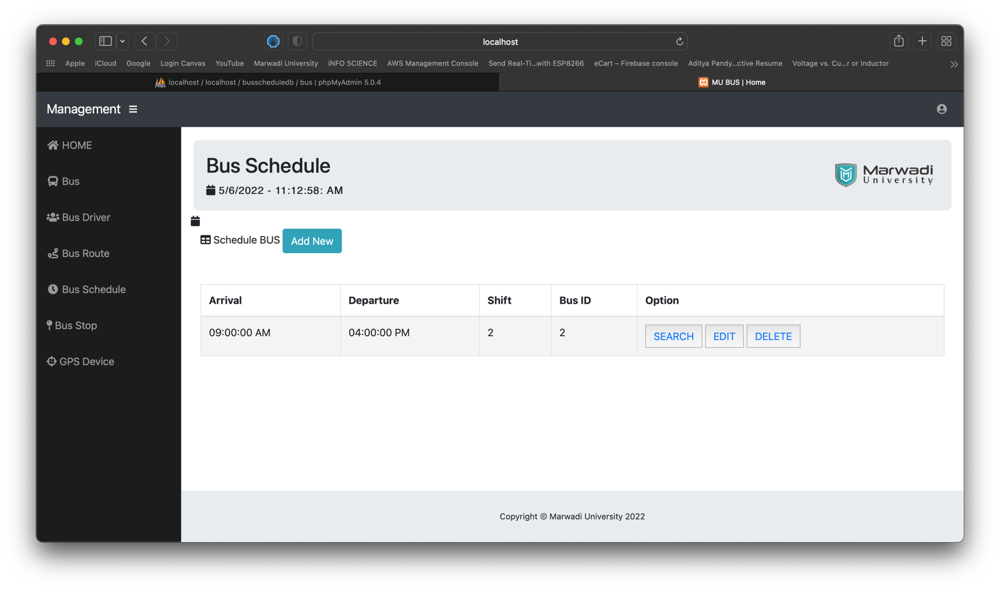 localhost
Apple iCloud Google Login Canvas YouTube Marwadi University iNFO SCIENCE AWS Management Console Send Real-Ti...with ESP8266 eCart – Firebase console Aditya Pandy...ctive Resume Voltage vs. Cu...r or Inductor
localhost / localhost / busscheduledb / bus | phpMyAdmin 5.0.4 MU BUS | Home
Management
HOME
Bus
Bus Driver
Bus Route
Bus Schedule
Bus Stop
GPS Device
Bus Schedule
5/6/2022 - 11:12:58: AM
Marwadi
University
Schedule BUS Add New
Arrival Departure Shift Bus ID Option
09:00:00 AM 04:00:00 PM 2 2 SEARCH EDIT DELETE
Copyright © Marwadi University 2022